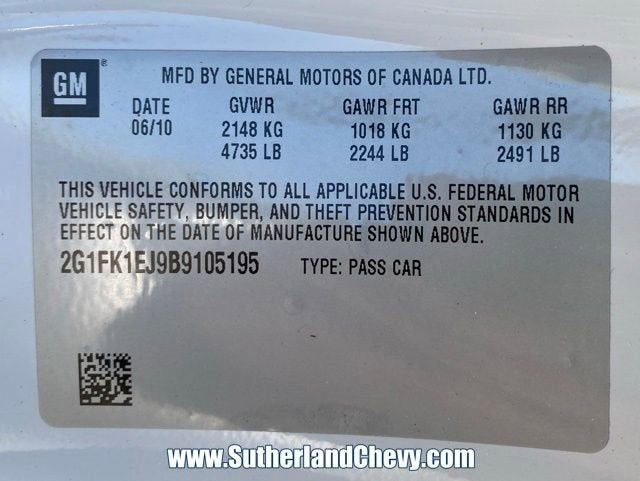 GM ®
MFD BY GENERAL MOTORS OF CANADA LTD.
DATE GVWR GAWR FRT GAWR RR
06/10 2148 KG 1018 KG 1130 KG
4735 LB 2244 LB 2491 LB
THIS VEHICLE CONFORMS TO ALL APPLICABLE U.S. FEDERAL MOTOR
VEHICLE SAFETY, BUMPER, AND THEFT PREVENTION STANDARDS IN
EFFECT ON THE DATE OF MANUFACTURE SHOWN ABOVE.
2G1FK1EJ9B9105195 TYPE: PASS CAR
www.SutherlandChevy.com